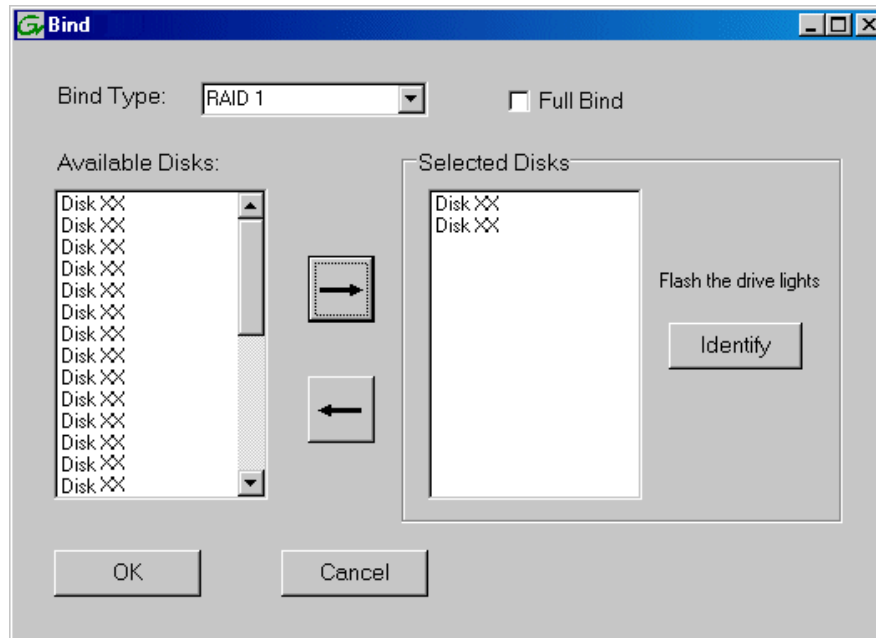 Bind
Bind Type: RAID 1 Full Bind
Available Disks:
Disk XX
Disk XX
Disk XX
Disk XX
Disk XX
Disk XX
Disk XX
Disk XX
Disk XX
Disk XX
Disk XX
Disk XX
Disk XX
Disk XX
Selected Disks
Disk XX
Disk XX
Flash the drive lights
Identify
OK Cancel